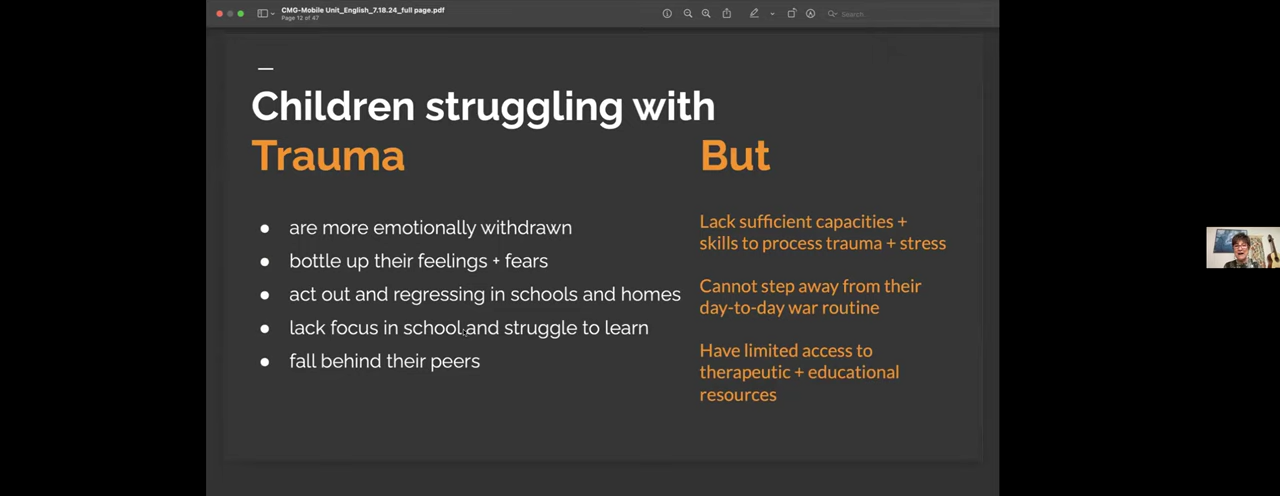 CMG-Mobile Unit_English_7.18.24_full page.pdf
Page 12 of 47
Search
Children struggling with
Trauma
● are more emotionally withdrawn
● bottle up their feelings + fears
● act out and regressing in schools and homes
● lack focus in school and struggle to learn
● fall behind their peers
But
Lack sufficient capacities +
skills to process trauma + stress
Cannot step away from their
day-to-day war routine
Have limited access to
therapeutic + educational
resources